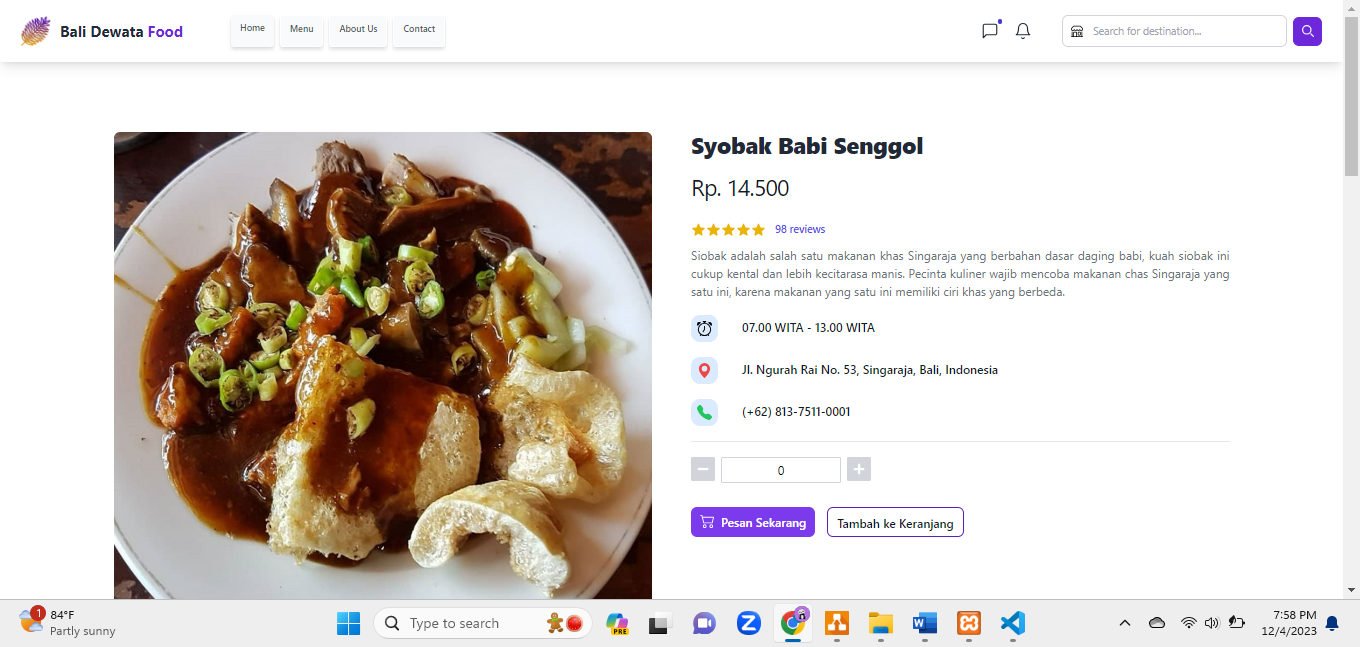 Bali Dewata Food
Home
Menu
About Us
Contact
Search for destination...
Syobak Babi Senggol
Rp. 14.500
98 reviews
Siobak adalah salah satu makanan khas Singaraja yang berbahan dasar daging babi, kuah siobak ini
cukup kental dan lebih kecitarasa manis. Pecinta kuliner wajib mencoba makanan chas Singaraja yang
satu ini, karena makanan yang satu ini memiliki ciri khas yang berbeda.
07.00 WITA - 13.00 WITA
Jl. Ngurah Rai No. 53, Singaraja, Bali, Indonesia
(+62) 813-7511-0001
0
Pesan Sekarang
Tambah ke Keranjang
1
84°F
Partly sunny
Type to search
PRE
7:58 PM
12/4/2023